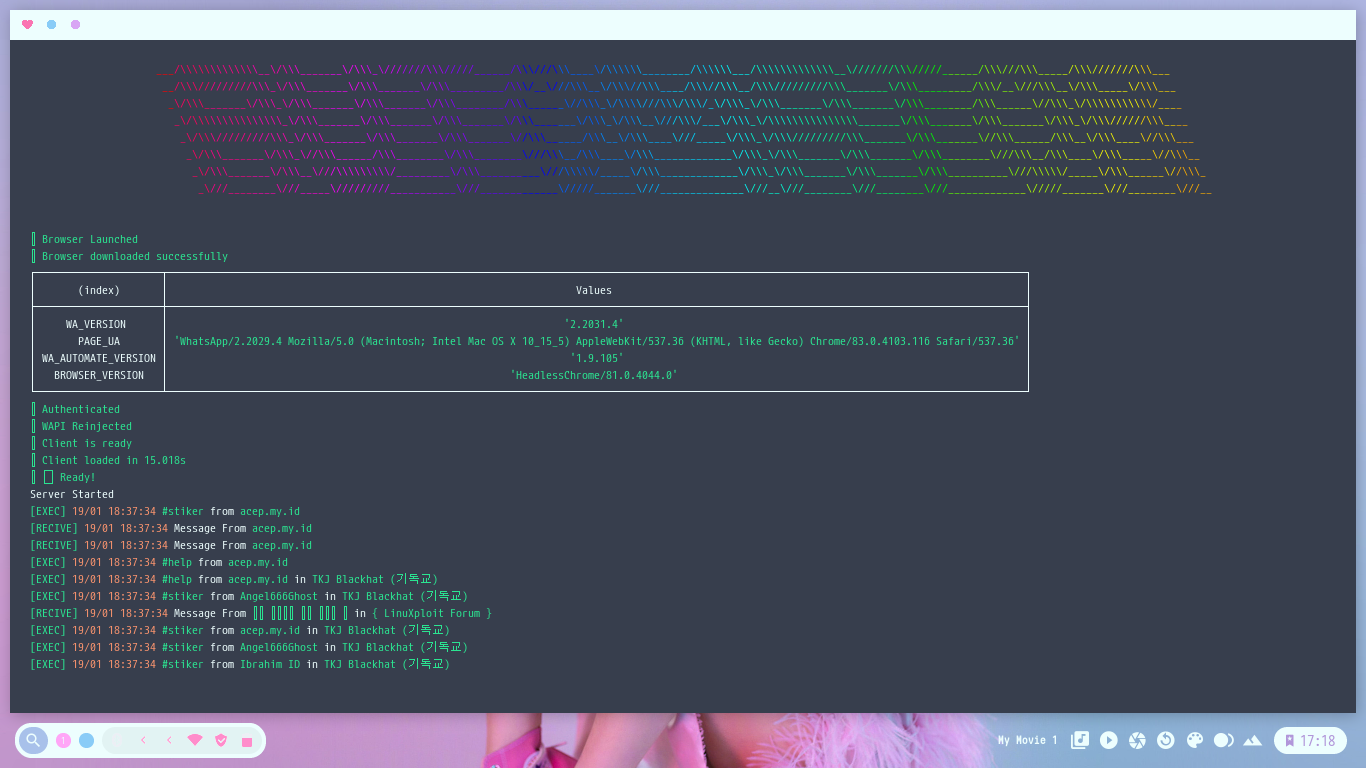 Browser Launched
Browser downloaded successfully
(index) Values
WA_VERSION '2.2031.4'
PAGE_UA 'WhatsApp/2.2029.4 Mozilla/5.0 (Macintosh; Intel Mac OS X 10_15_5) AppleWebKit/537.36 (KHTML, like Gecko) Chrome/83.0.4103.116 Safari/537.36'
WA_AUTOMATE_VERSION '1.9.105'
BROWSER_VERSION 'HeadlessChrome/81.0.4044.0'
Authenticated
WAPI Reinjected
Client is ready
Client loaded in 15.018s
Ready!
Server Started
[EXEC] 19/01 18:37:34 #stiker from acep.my.id
[RECIVE] 19/01 18:37:34 Message From acep.my.id
[RECIVE] 19/01 18:37:34 Message From acep.my.id
[EXEC] 19/01 18:37:34 #help from acep.my.id
[EXEC] 19/01 18:37:34 #help from acep.my.id in TKJ Blackhat (기독교)
[EXEC] 19/01 18:37:34 #stiker from Angel666Ghost in TKJ Blackhat (기독교)
[RECIVE] 19/01 18:37:34 Message From in { LinuXploit Forum }
[EXEC] 19/01 18:37:34 #stiker from acep.my.id in TKJ Blackhat (기독교)
[EXEC] 19/01 18:37:34 #stiker from Angel666Ghost in TKJ Blackhat (기독교)
[EXEC] 19/01 18:37:34 #stiker from Ibrahim ID in TKJ Blackhat (기독교)
1 My Movie 1 17:18